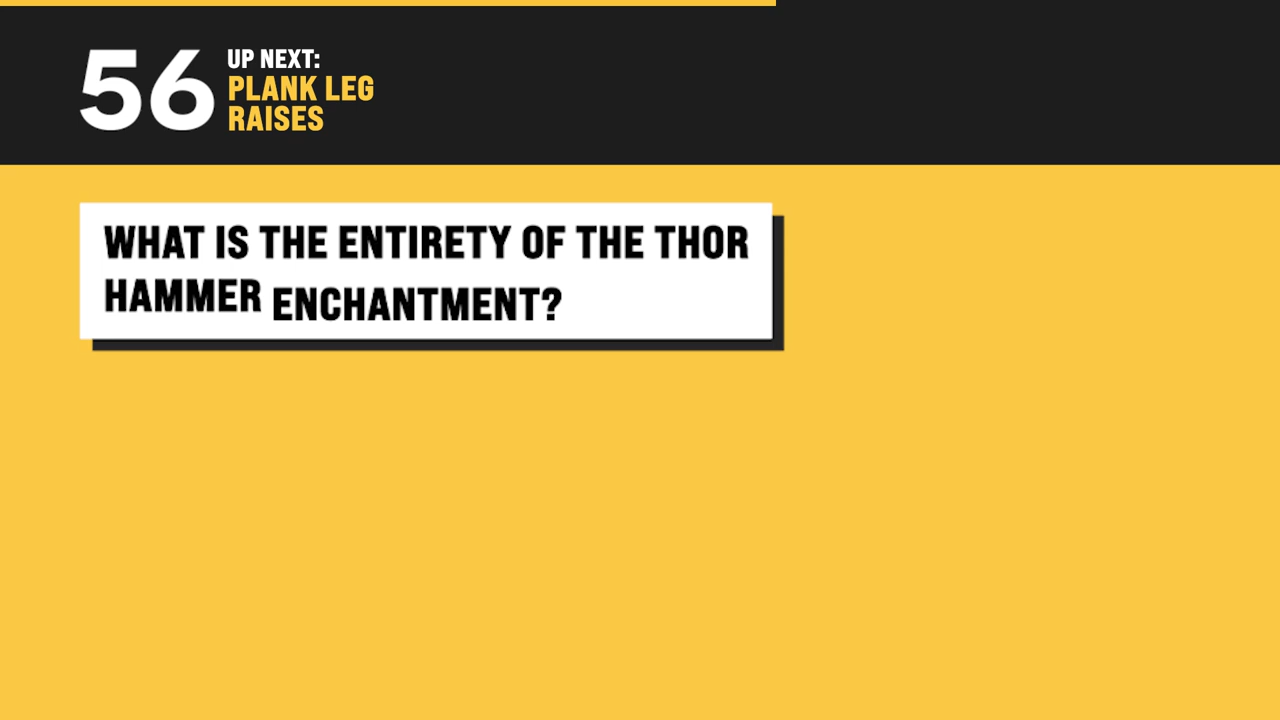 56
UP NEXT:
PLANK LEG
RAISES
WHAT IS THE ENTIRETY OF THE THOR
HAMMER ENCHANTMENT?